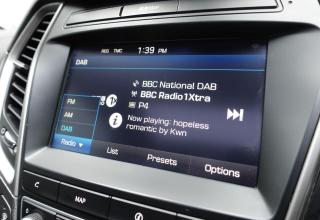 REG TMC 1:39 PM
DAB
BBC National DAB
BBC Radio 1Xtra
P4
Now playing: hopeless
romantic by Kwn
FM
AM
DAB
Radio
List
Presets
Options
MAP